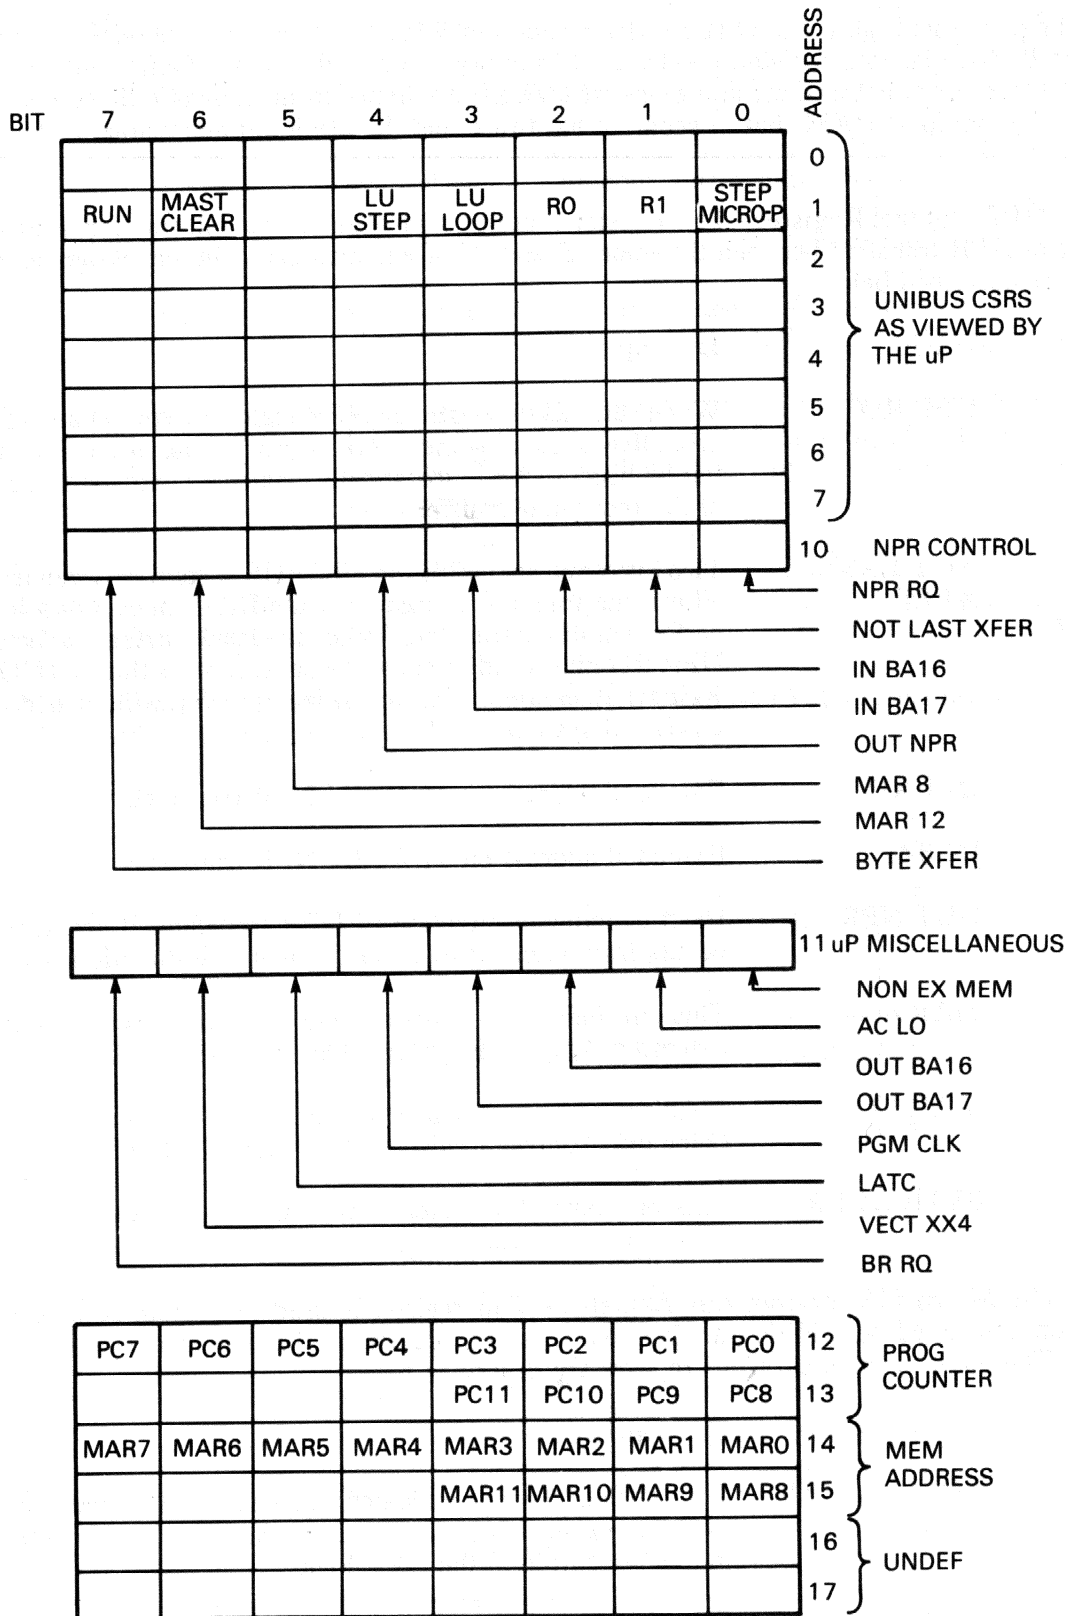 ADDRESS
BIT 7 6 5 4 3 2 1 0
0
RUN MAST CLEAR LU STEP LU LOOP R0 R1 STEP MICRO-P 1
2
3
4
5
6
7
UNIBUS CSRS
AS VIEWED BY
THE uP
10 NPR CONTROL
NPR RQ
NOT LAST XFER
IN BA16
IN BA17
OUT NPR
MAR 8
MAR 12
BYTE XFER
11 uP MISCELLANEOUS
NON EX MEM
AC LO
OUT BA16
OUT BA17
PGM CLK
LATC
VECT XX4
BR RQ
PC7 PC6 PC5 PC4 PC3 PC2 PC1 PC0 12
PC11 PC10 PC9 PC8 13
PROG
COUNTER
MAR7 MAR6 MAR5 MAR4 MAR3 MAR2 MAR1 MAR0 14
MAR11 MAR10 MAR9 MAR8 15
MEM
ADDRESS
16
17
UNDEF